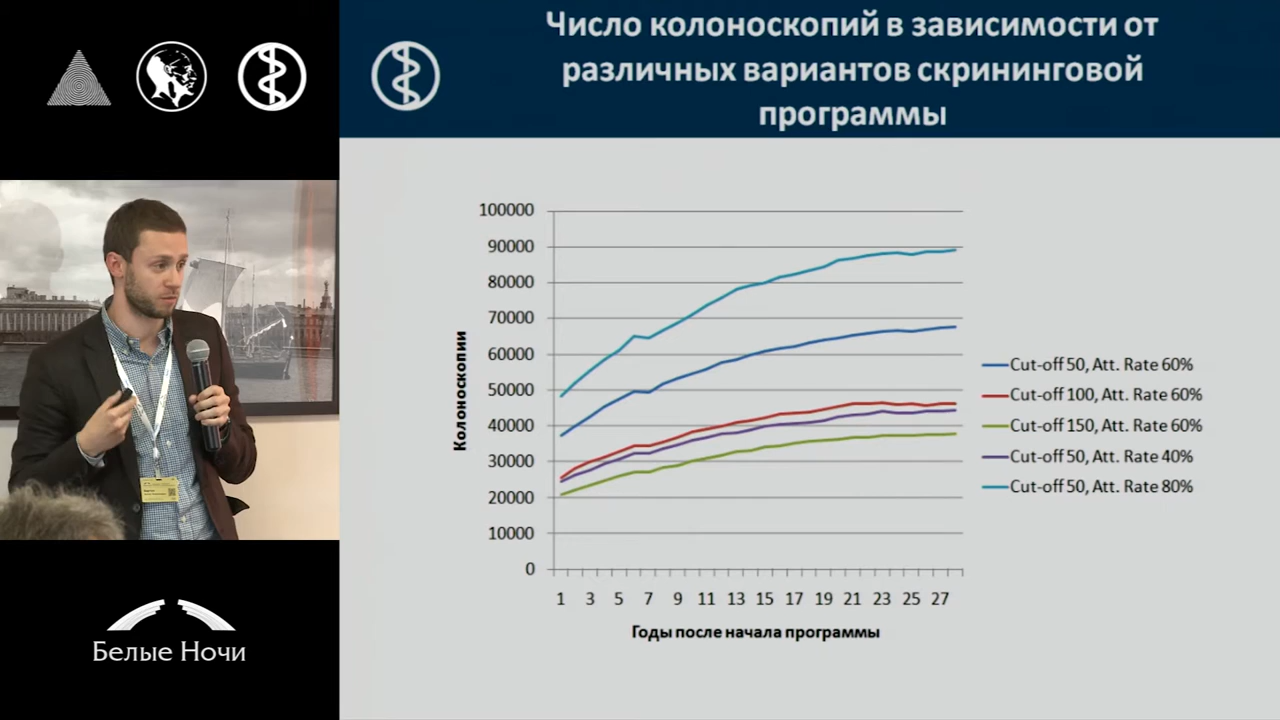 Число колоноскопий в зависимости от
различных вариантов скрининговой
программы
100000
90000
80000
70000
60000
50000
40000
30000
20000
10000
0
Колоноскопии
1 3 5 7 9 11 13 15 17 19 21 23 25 27
Годы после начала программы
Cut-off 50, Att. Rate 60%
Cut-off 100, Att. Rate 60%
Cut-off 150, Att. Rate 60%
Cut-off 50, Att. Rate 40%
Cut-off 50, Att. Rate 80%
Белые Ночи